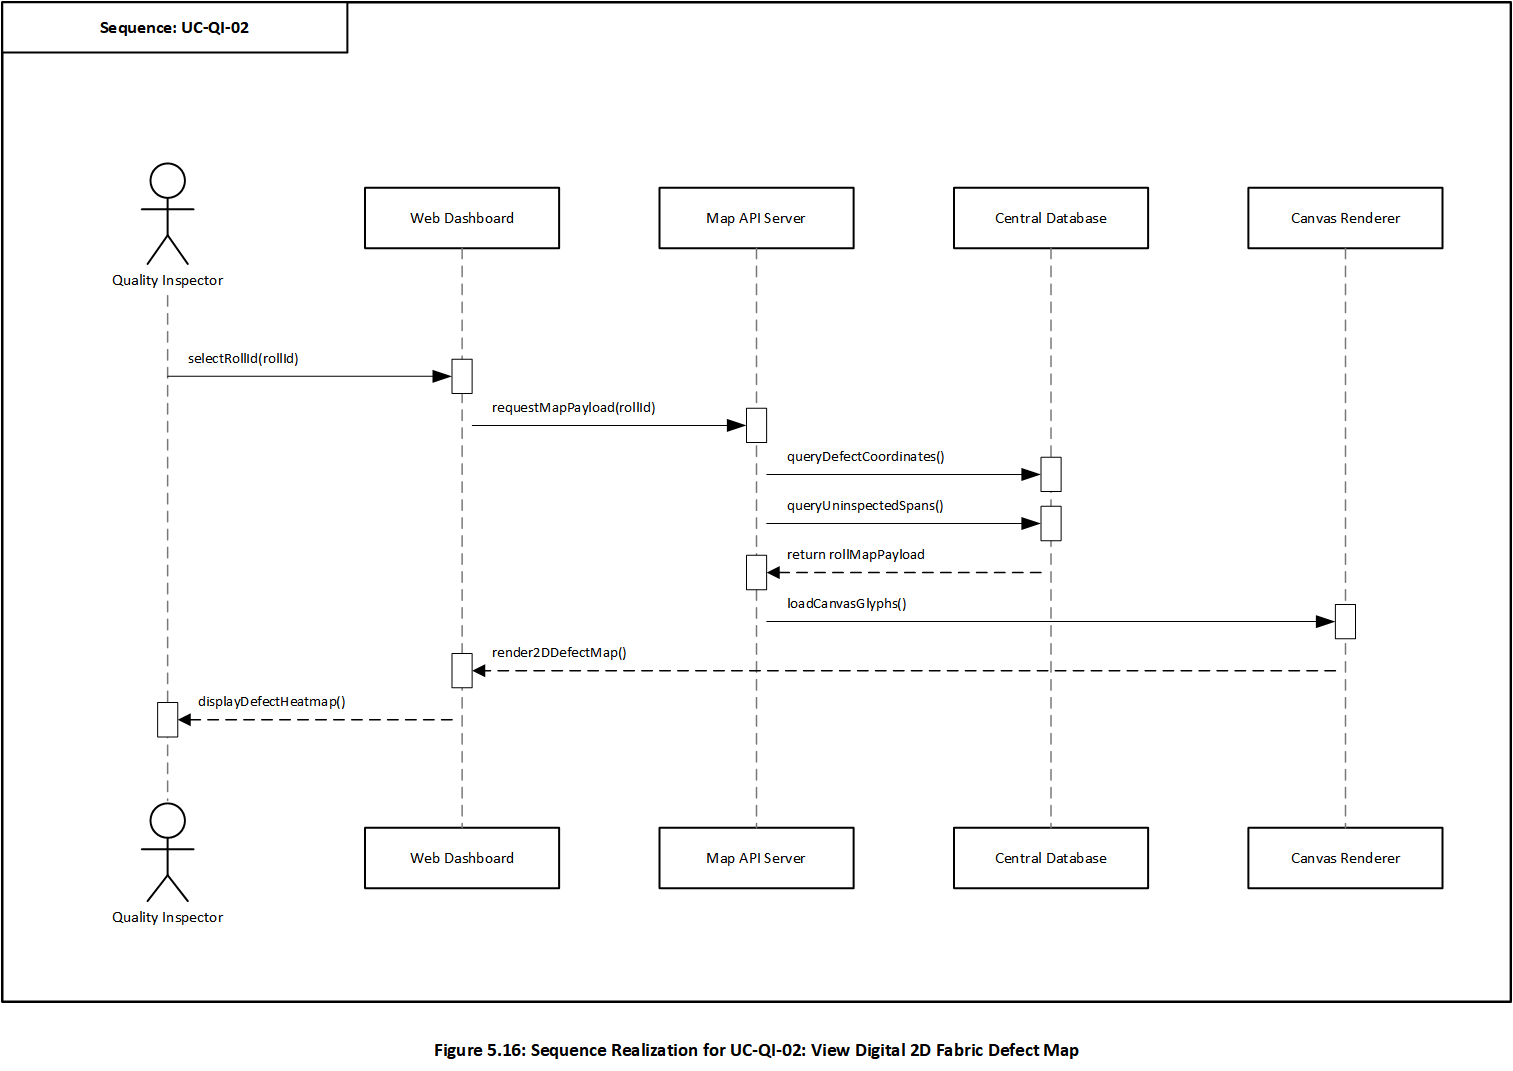 Sequence: UC-QI-02
Web Dashboard
Map API Server
Central Database
Canvas Renderer
Quality Inspector
selectRollId(rollId)
requestMapPayload(rollId)
queryDefectCoordinates()
queryUninspectedSpans()
return rollMapPayload
loadCanvasGlyphs()
render2DDefectMap()
displayDefectHeatmap()
Web Dashboard
Map API Server
Central Database
Canvas Renderer
Quality Inspector
Figure 5.16: Sequence Realization for UC-QI-02: View Digital 2D Fabric Defect Map